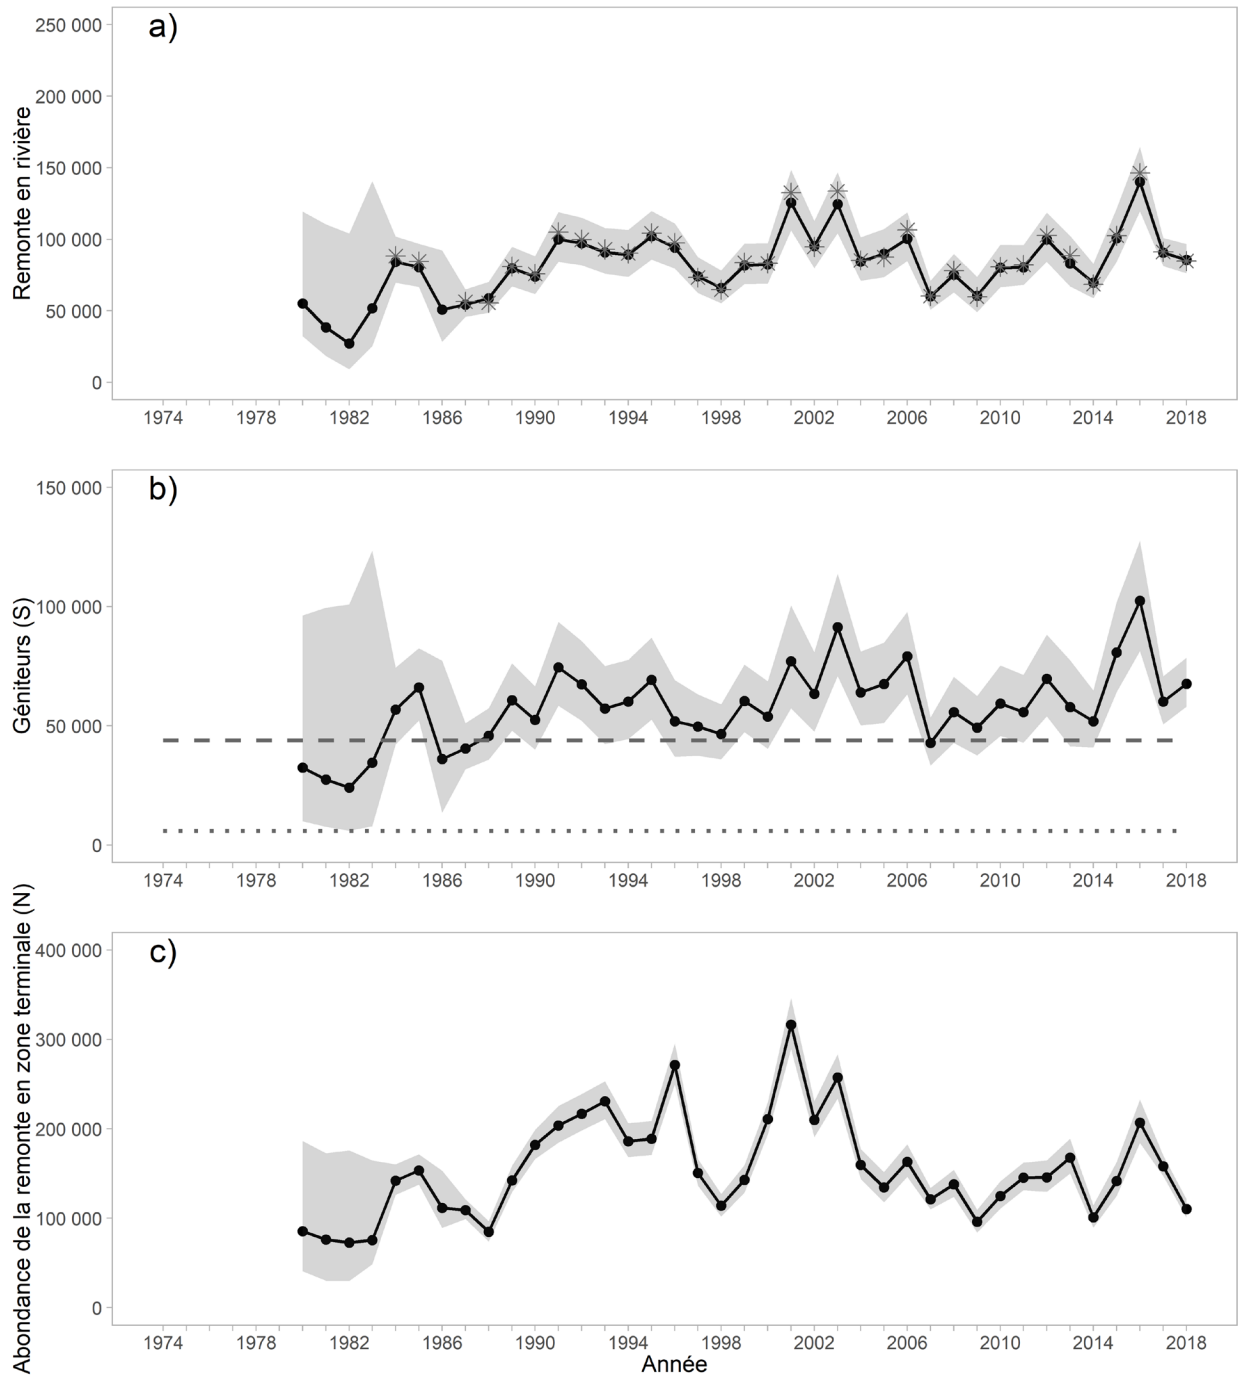 a)
Remonte en rivière
250 000
200 000
150 000
100 000
50 000
0
1974 1978 1982 1986 1990 1994 1998 2002 2006 2010 2014 2018
b)
Géniteurs (S)
150 000
100 000
50 000
0
1974 1978 1982 1986 1990 1994 1998 2002 2006 2010 2014 2018
c)
Abondance de la remonte en zone terminale (N)
400 000
300 000
200 000
100 000
0
1974 1978 1982 1986 1990 1994 1998 2002 2006 2010 2014 2018
Année